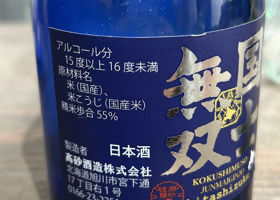 アルコール分
15度以上16度未満
原材料名
米(国産)、
米こうじ(国産米)
精米歩合 55%
日本酒
製造者
高砂酒造株式会社
北海道旭川市宮下通
17丁目右1号
国士
無双
KOKUSHIMUSO
JUNMAIGINJO